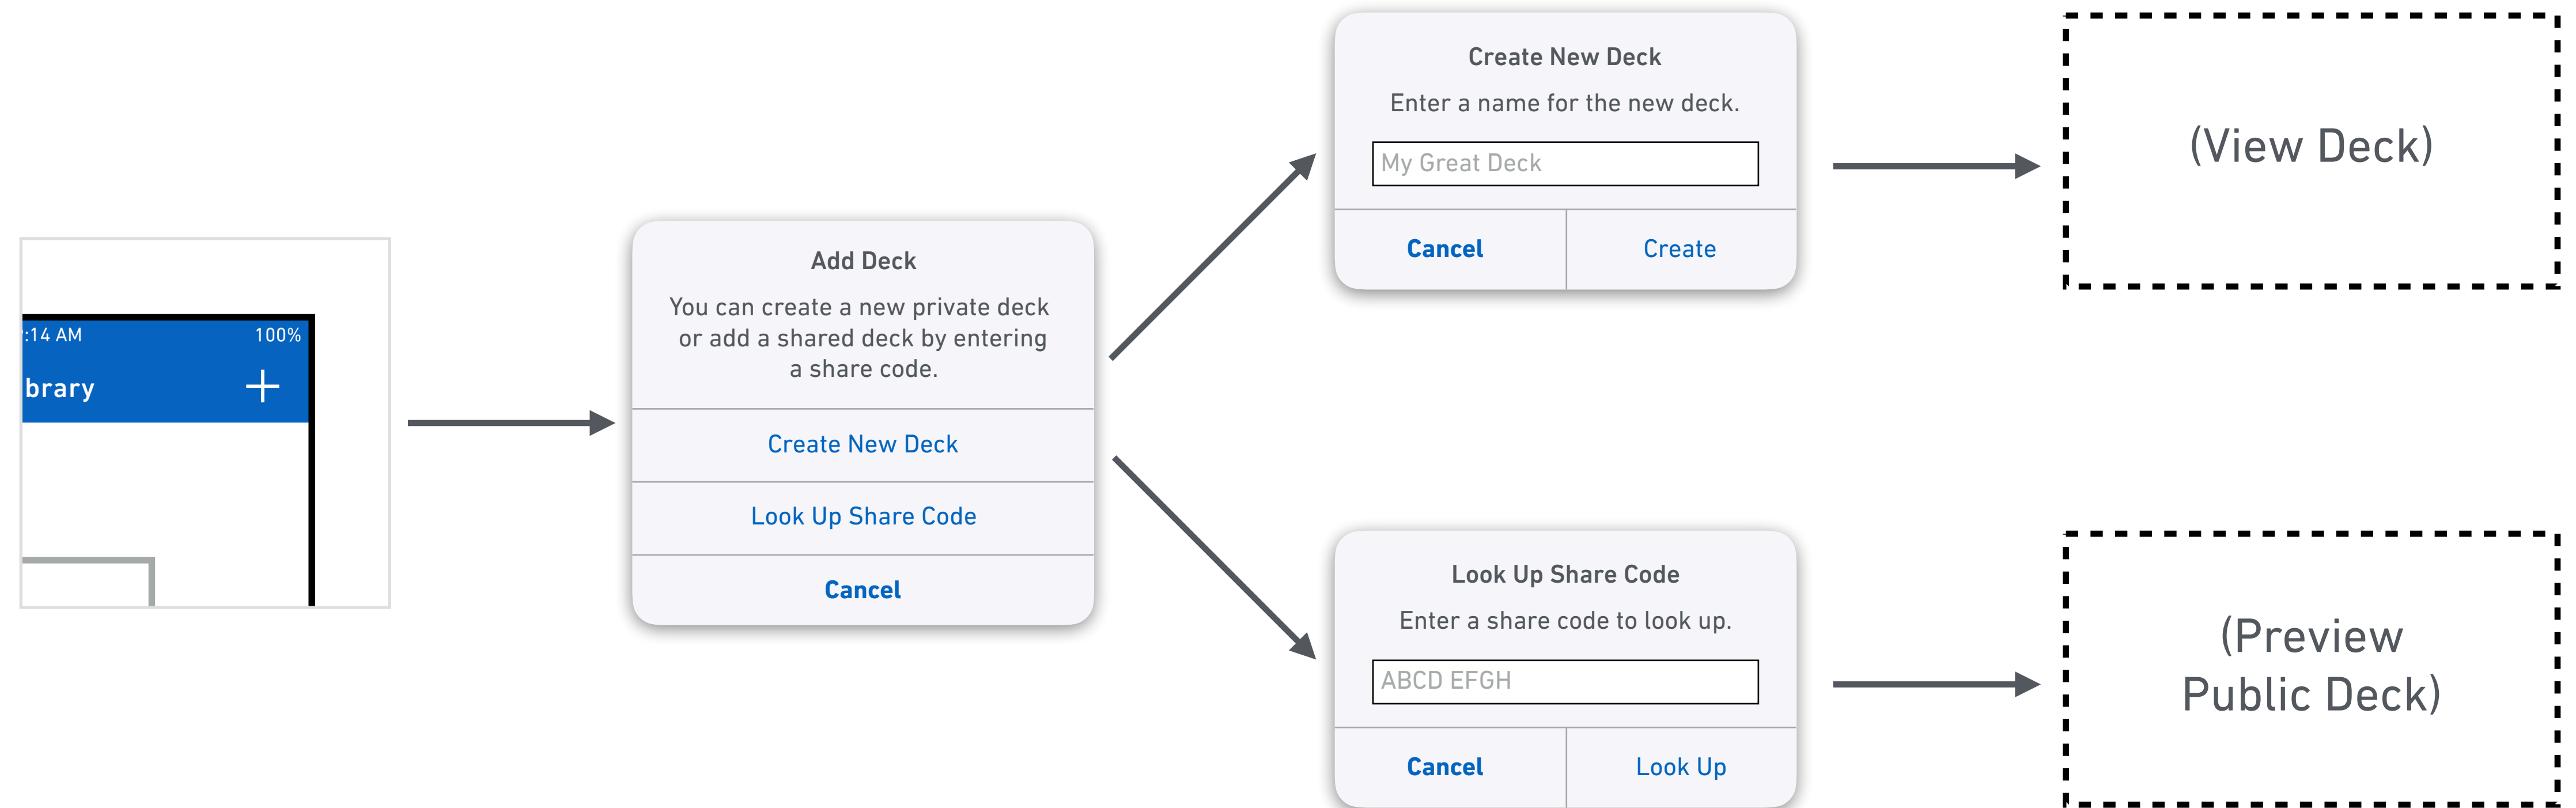 :14 AM 100%
brary +
Add Deck
You can create a new private deck
or add a shared deck by entering
a share code.
Create New Deck
Look Up Share Code
Cancel
Create New Deck
Enter a name for the new deck.
My Great Deck
Cancel Create
(View Deck)
Look Up Share Code
Enter a share code to look up.
ABCD EFGH
Cancel Look Up
(Preview
Public Deck)